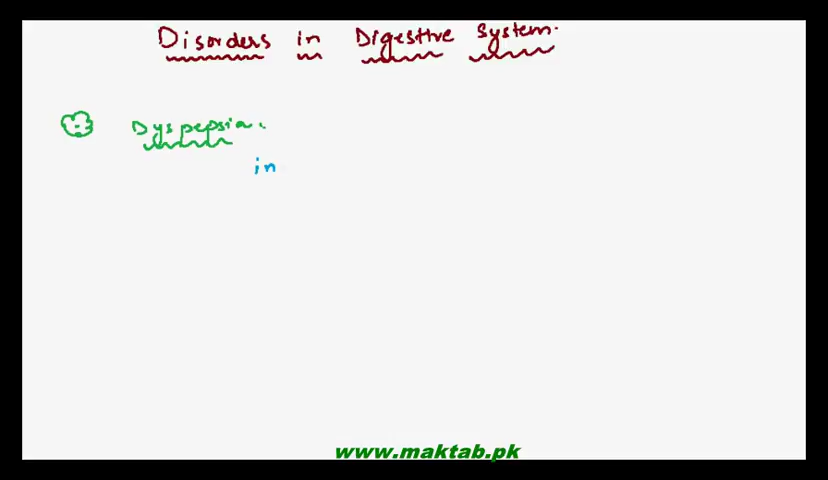 Disorders in Digestive System.
Dyspepsia.
in
www.maktab.pk